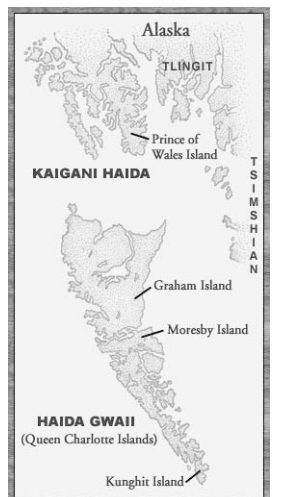 Alaska
TLINGIT
Prince of
Wales Island
KAIGANI HAIDA
TSIMSHIAN
Graham Island
Moresby Island
HAIDA GWAII
(Queen Charlotte Islands)
Kunghit Island